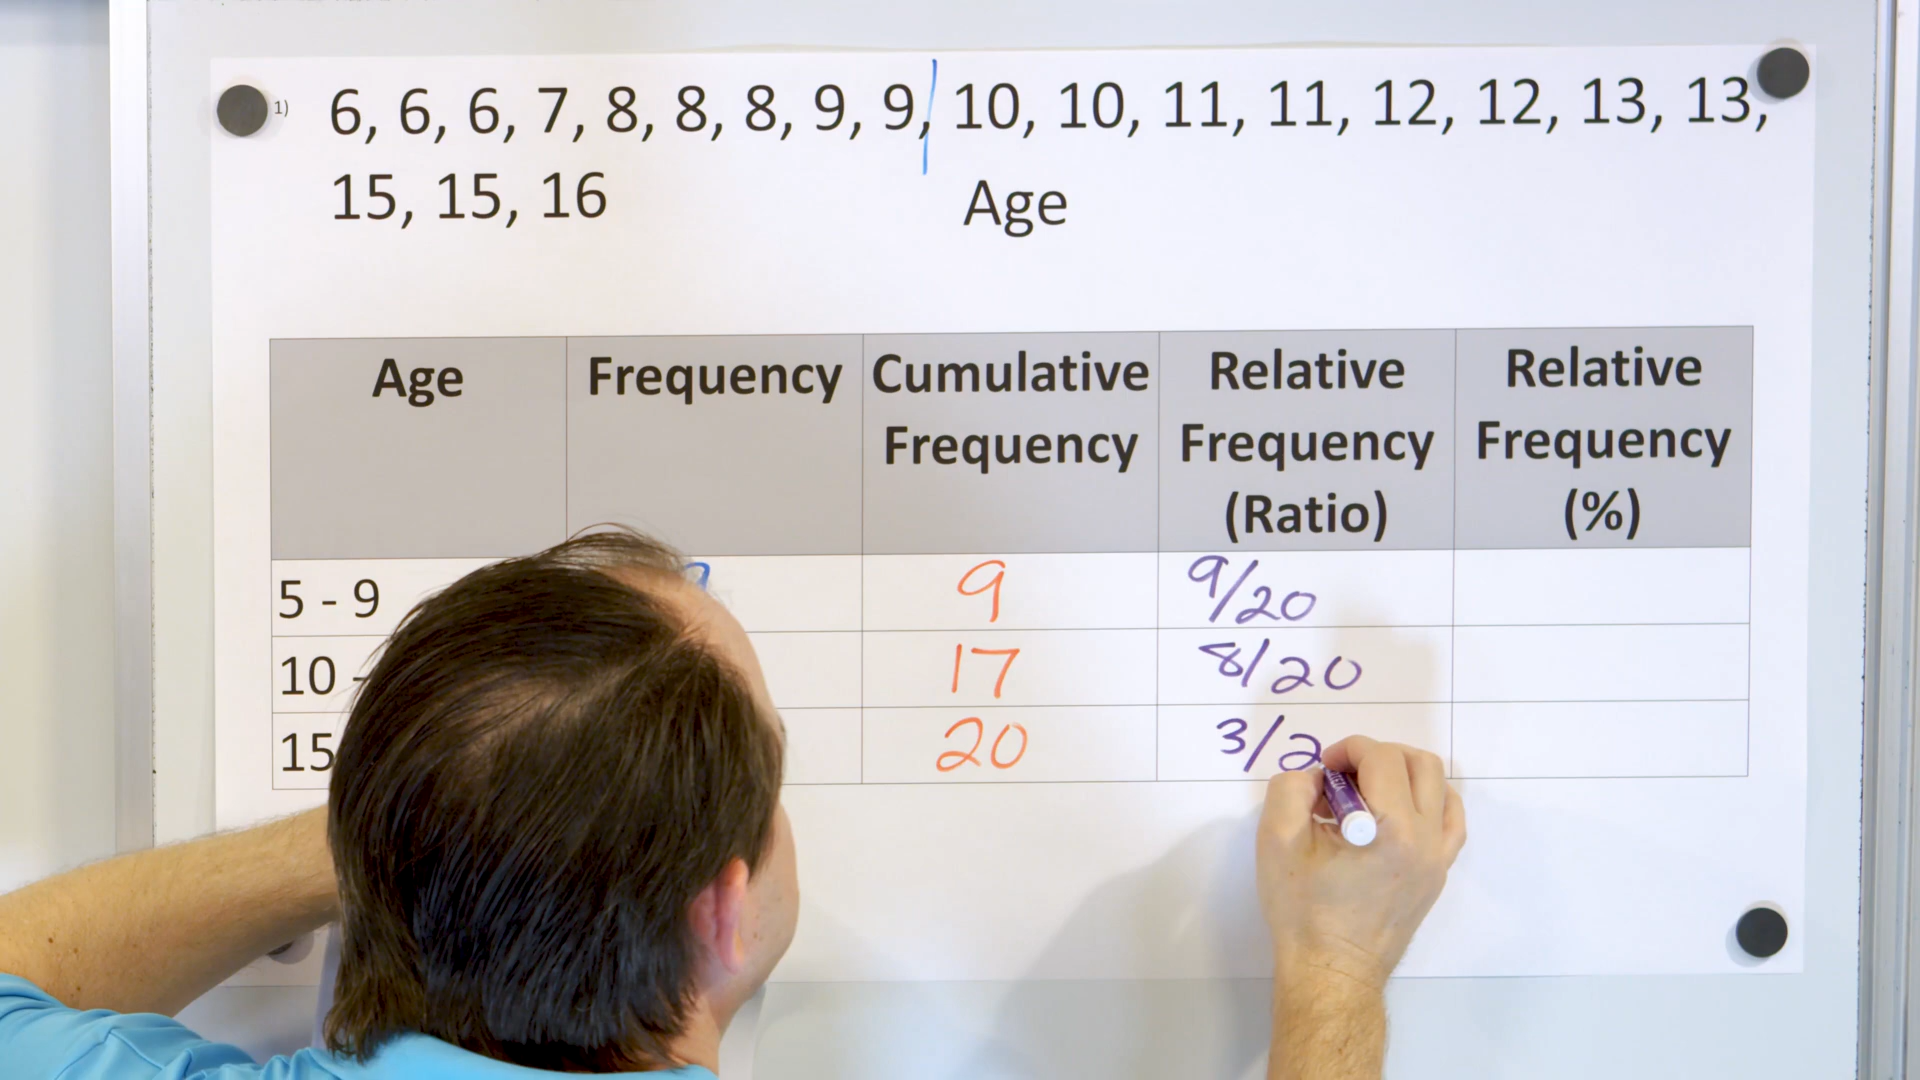 1) 6, 6, 6, 7, 8, 8, 8, 9, 9, 10, 10, 11, 11, 12, 12, 13, 13,
15, 15, 16
Age
Age Frequency Cumulative Frequency Relative Frequency (Ratio) Relative Frequency (%)
5 - 9 9 9/20
10 - 17 8/20
15 20 3/2